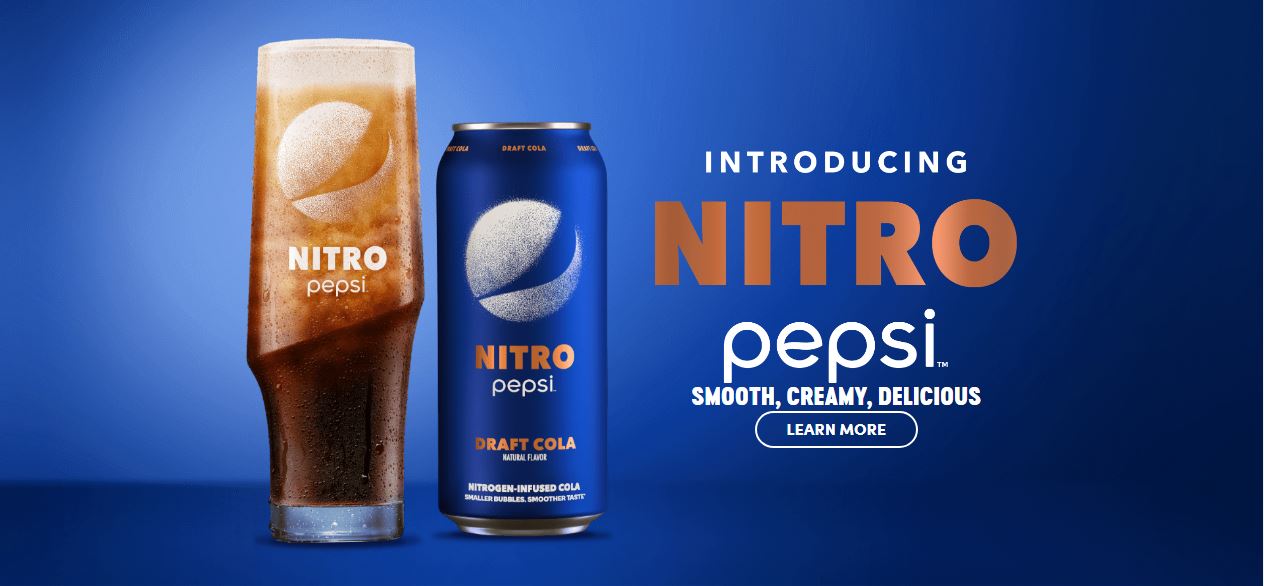 NITRO
pepsi
DRAFT COLA
NITRO
pepsi
DRAFT COLA
NATURAL FLAVOR
NITROGEN-INFUSED COLA
SMALLER BUBBLES, SMOOTHER TASTE*
INTRODUCING
NITRO
pepsi™
SMOOTH, CREAMY, DELICIOUS
LEARN MORE